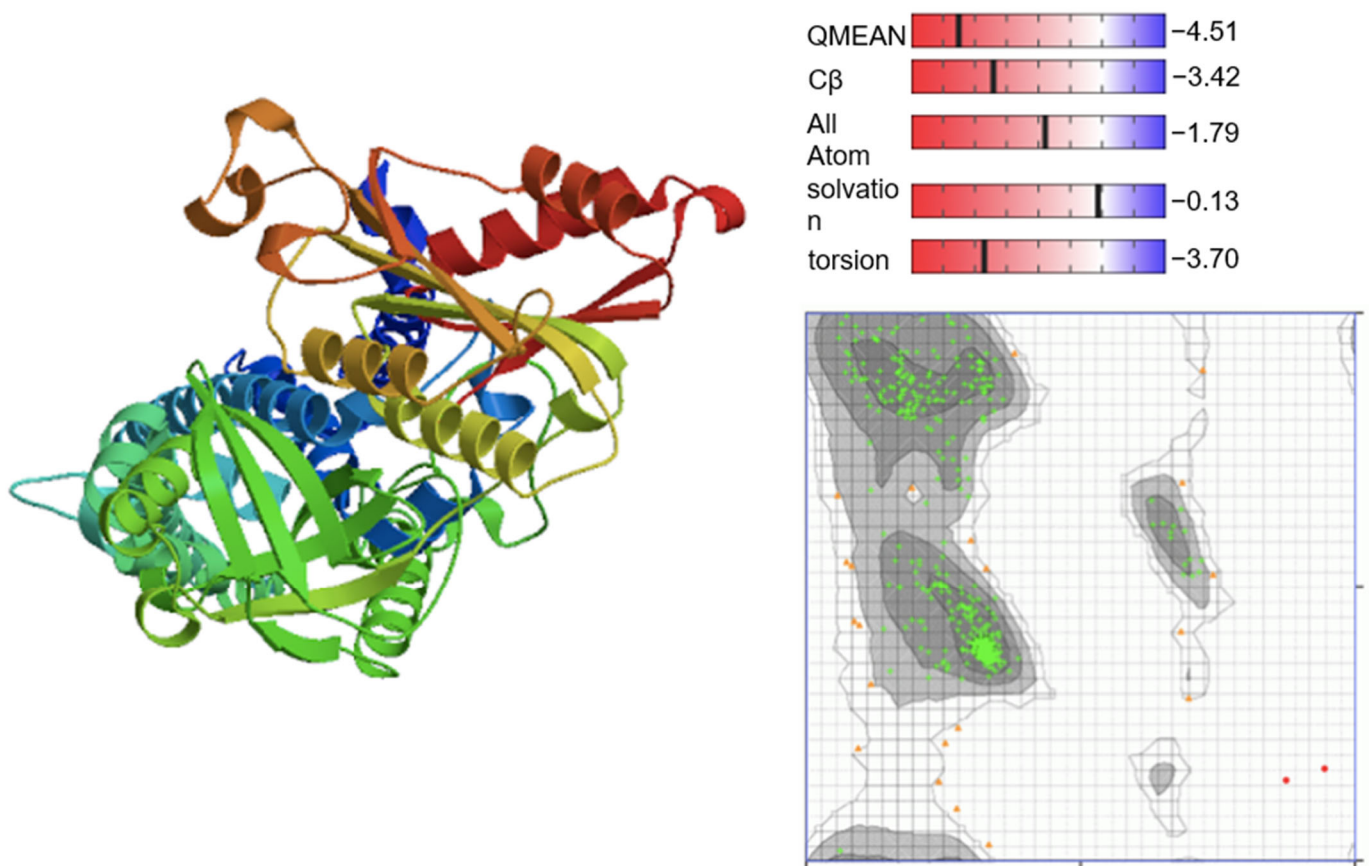 QMEAN −4.51
Cβ −3.42
All
Atom −1.79
solvatio
n −0.13
torsion −3.70